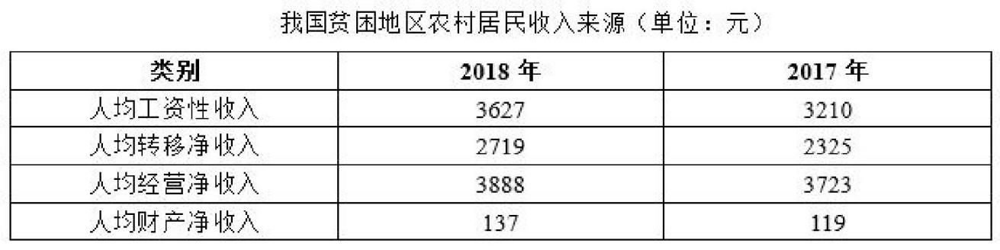 我国贫困地区农村居民收入来源（单位：元）
类别 2018 年 2017 年
人均工资性收入 3627 3210
人均转移净收入 2719 2325
人均经营净收入 3888 3723
人均财产净收入 137 119